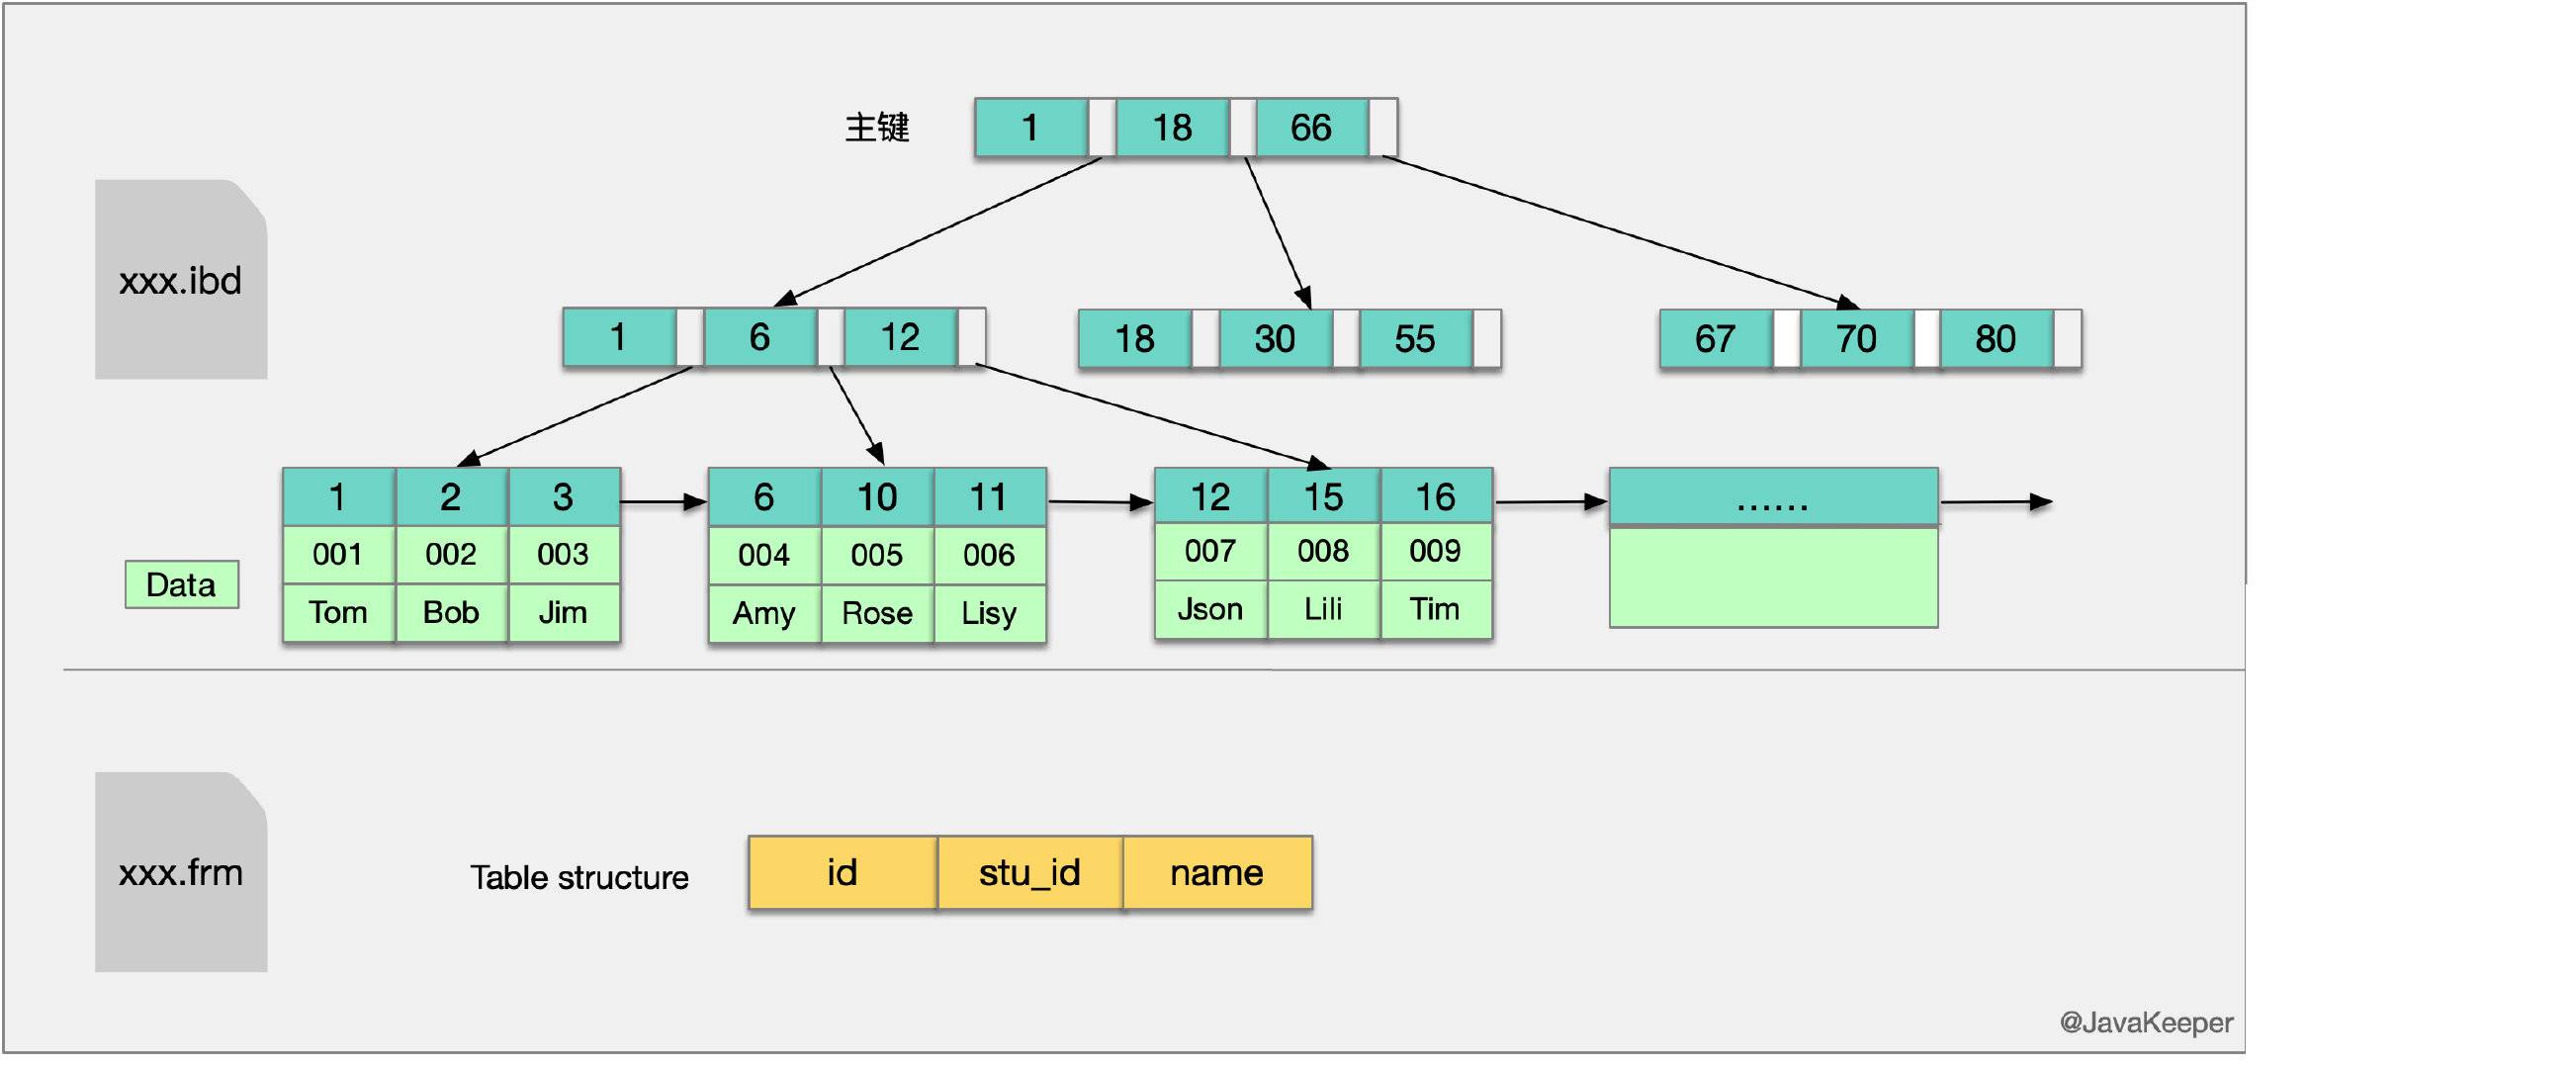 主键 1 18 66
xxx.ibd
1 6 12 18 30 55 67 70 80
1 2 3 6 10 11 12 15 16 ......
001 002 003 004 005 006 007 008 009
Data
Tom Bob Jim Amy Rose Lisy Json Lili Tim
xxx.frm
Table structure id stu_id name
@JavaKeeper